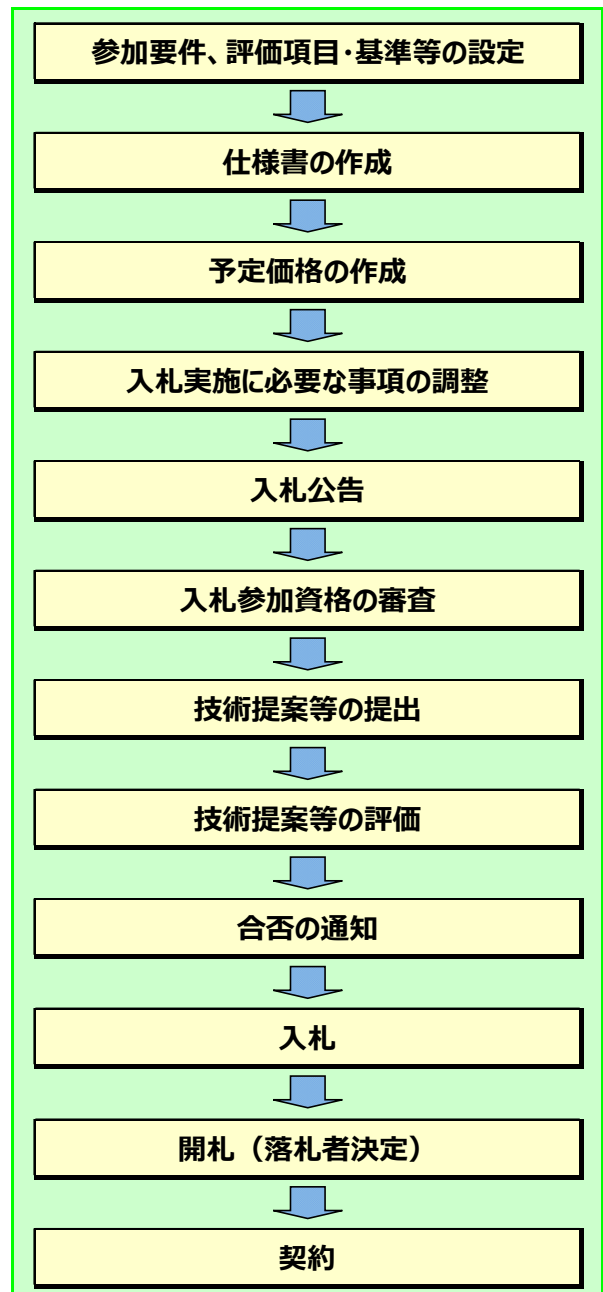 参加要件、評価項目・基準等の設定
仕様書の作成
予定価格の作成
入札実施に必要な事項の調整
入札公告
入札参加資格の審査
技術提案等の提出
技術提案等の評価
合否の通知
入札
開札（落札者決定）
契約